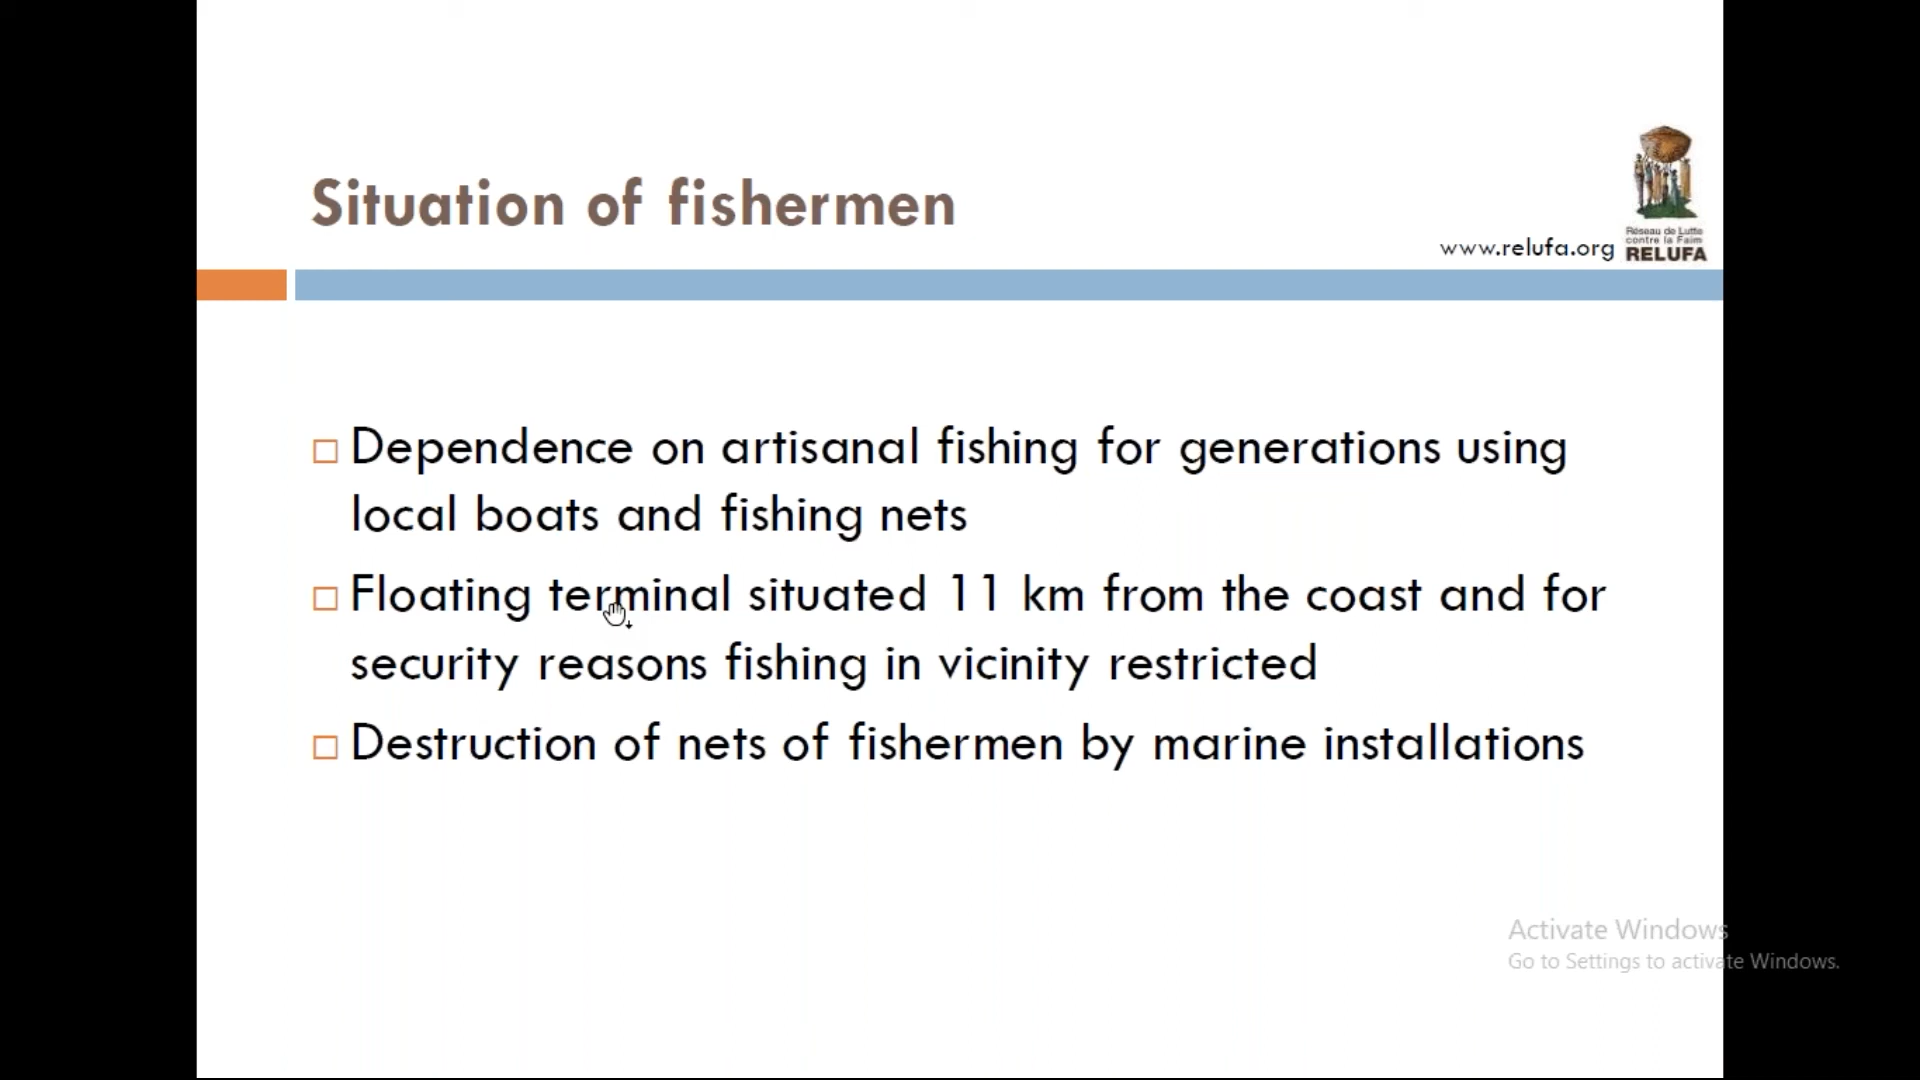 Situation of fishermen
www.relufa.org
Réseau de Lutte
contre la Faim
RELUFA
Dependence on artisanal fishing for generations using
local boats and fishing nets
Floating terminal situated 11 km from the coast and for
security reasons fishing in vicinity restricted
Destruction of nets of fishermen by marine installations
Activate Windows
Go to Settings to activate Windows.